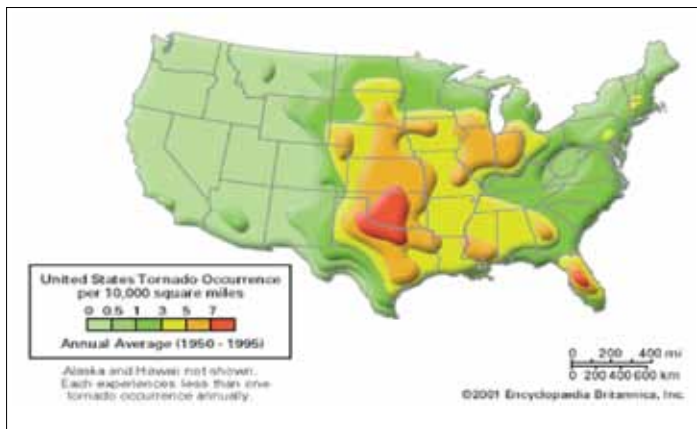 United States Tornado Occurrence
per 10,000 square miles
0 0.5 1 3 5 7
Annual Average (1950 - 1995)
Alaska and Hawaii not shown.
Each experiences less than one
tornado occurrence annually.
0 200 400 mi
0 200 400 600 km
©2001 Encyclopædia Britannica, Inc.